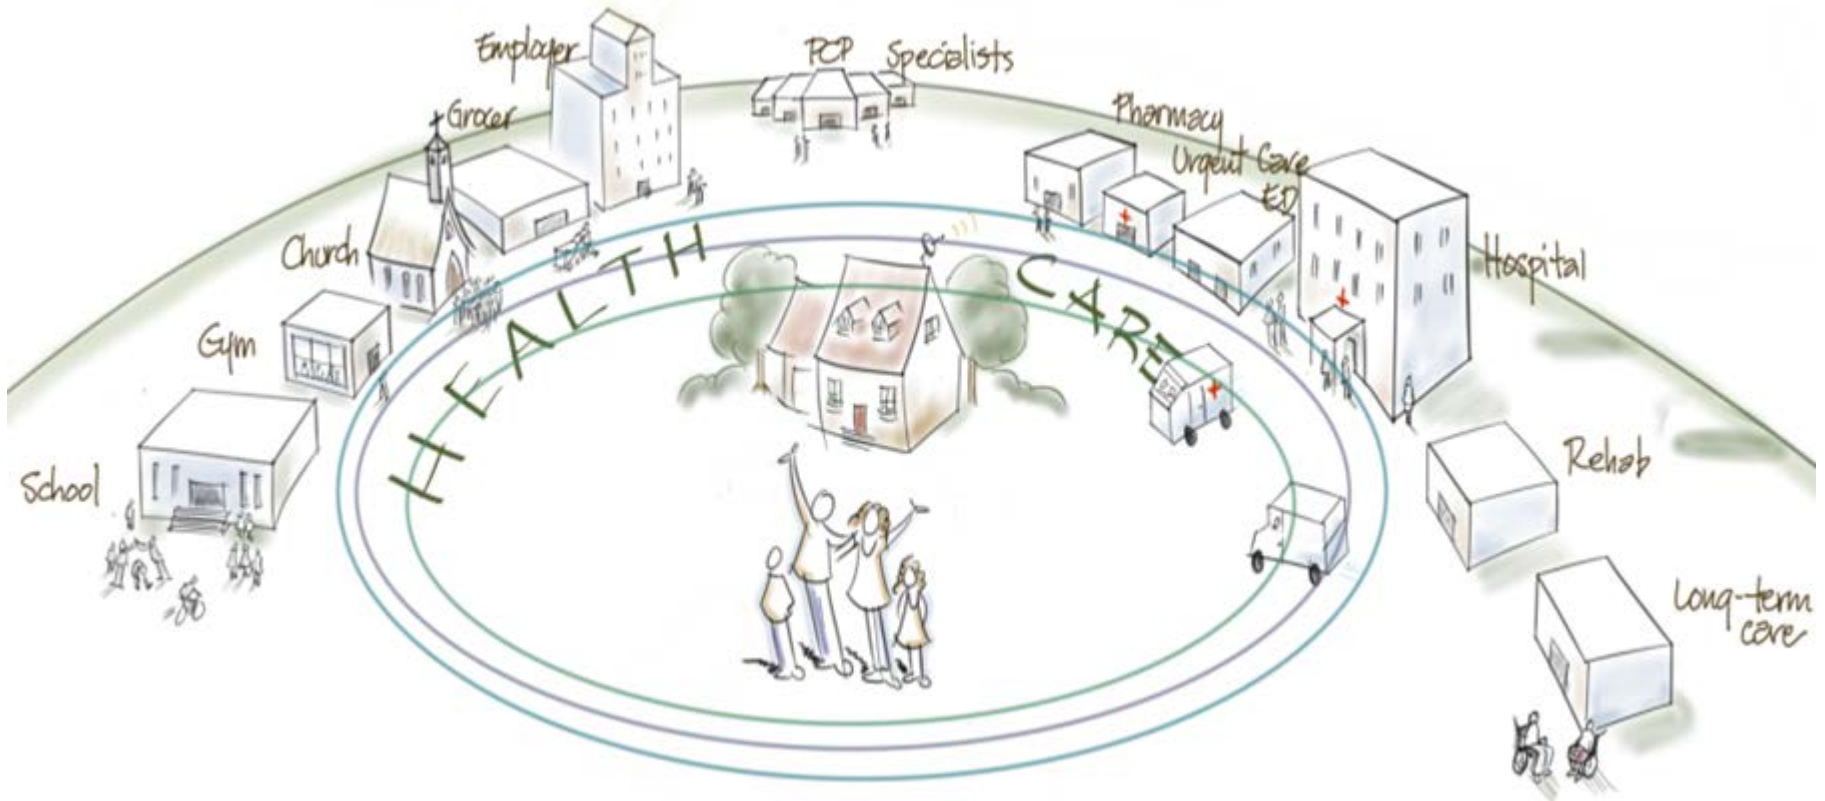 Employer
PCP Specialists
Grocer
Pharmacy
Urgent Care
ED
Church
Hospital
Gym
School
Rehab
Long-term
care
HEALTH
CARE